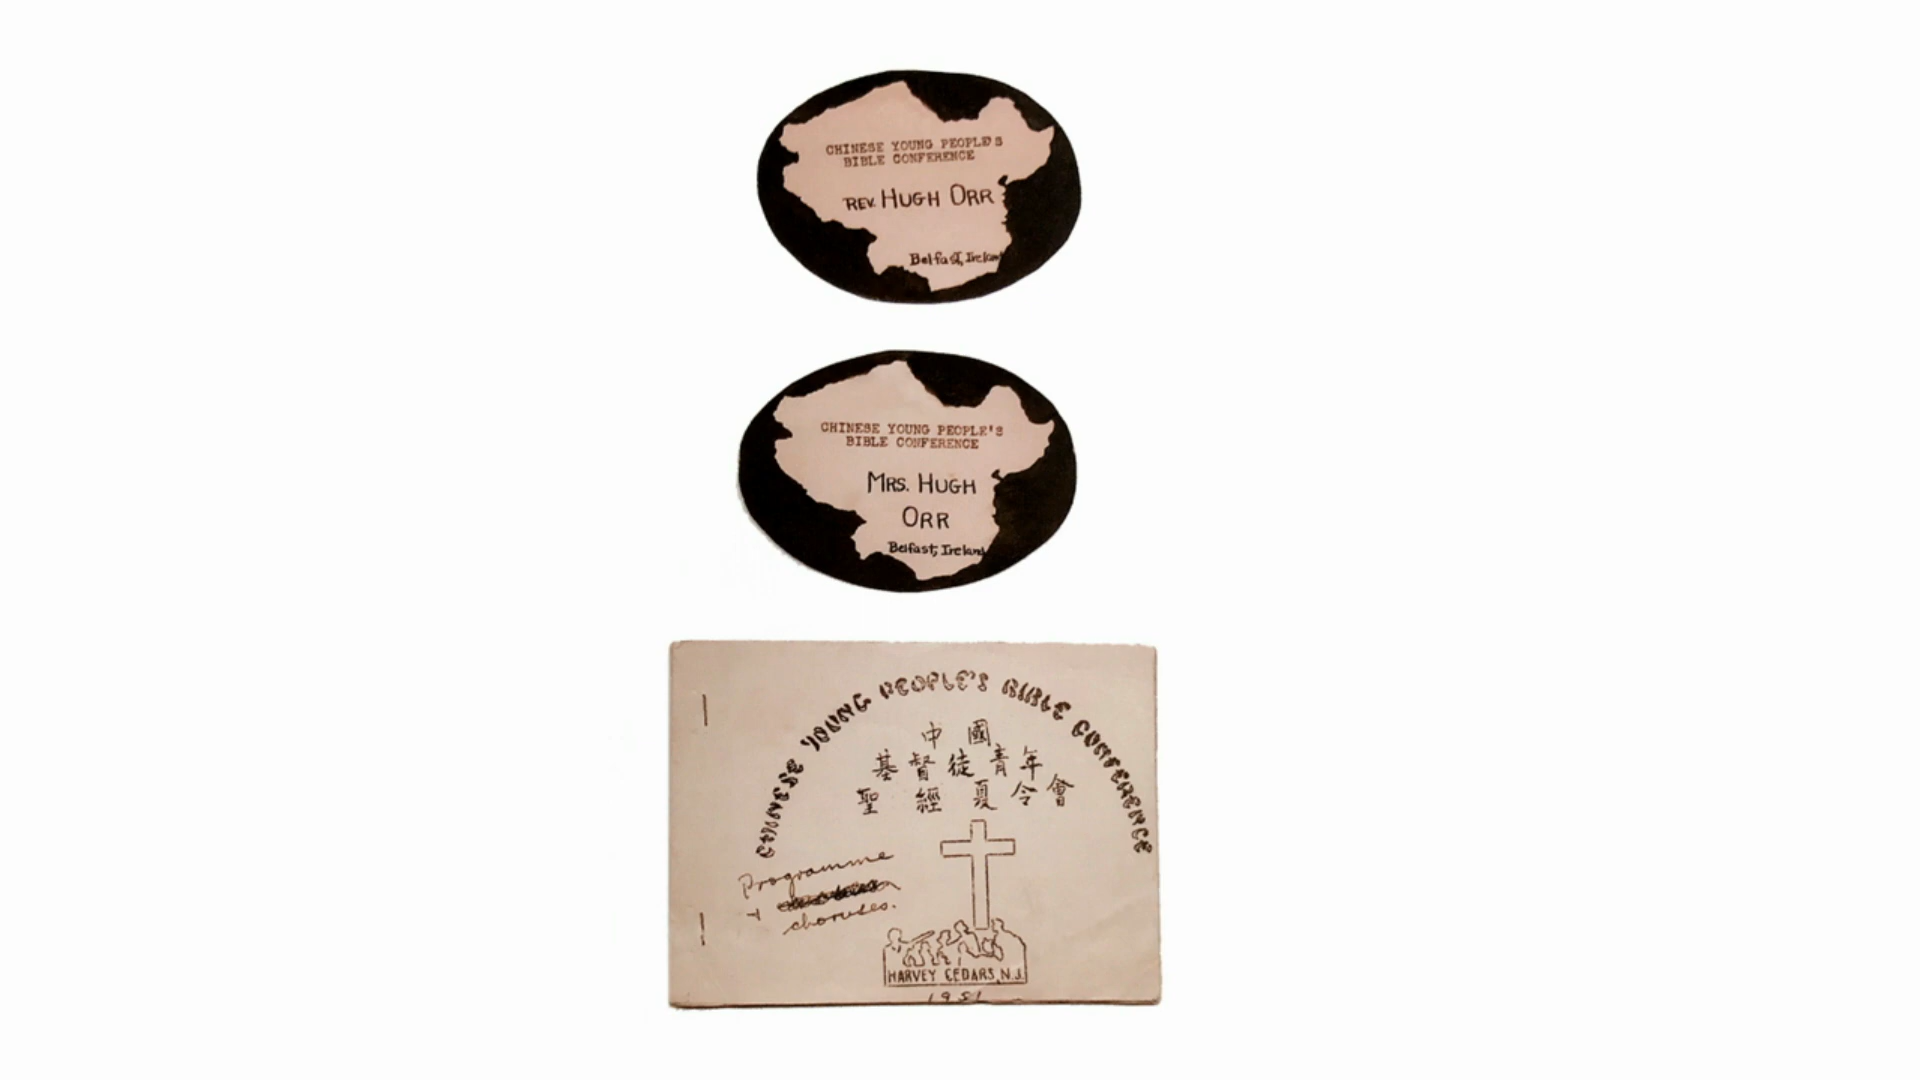 CHINESE YOUNG PEOPLE'S
BIBLE CONFERENCE
REV. HUGH ORR
Belfast, Ireland
CHINESE YOUNG PEOPLE'S
BIBLE CONFERENCE
MRS. HUGH
ORR
Belfast, Ireland
CHINESE YOUNG PEOPLE'S BIBLE CONFERENCE
中國
基督徒青年
聖經夏令會
Programme
+
choruses.
HARVEY CEDARS, N.J.
1951